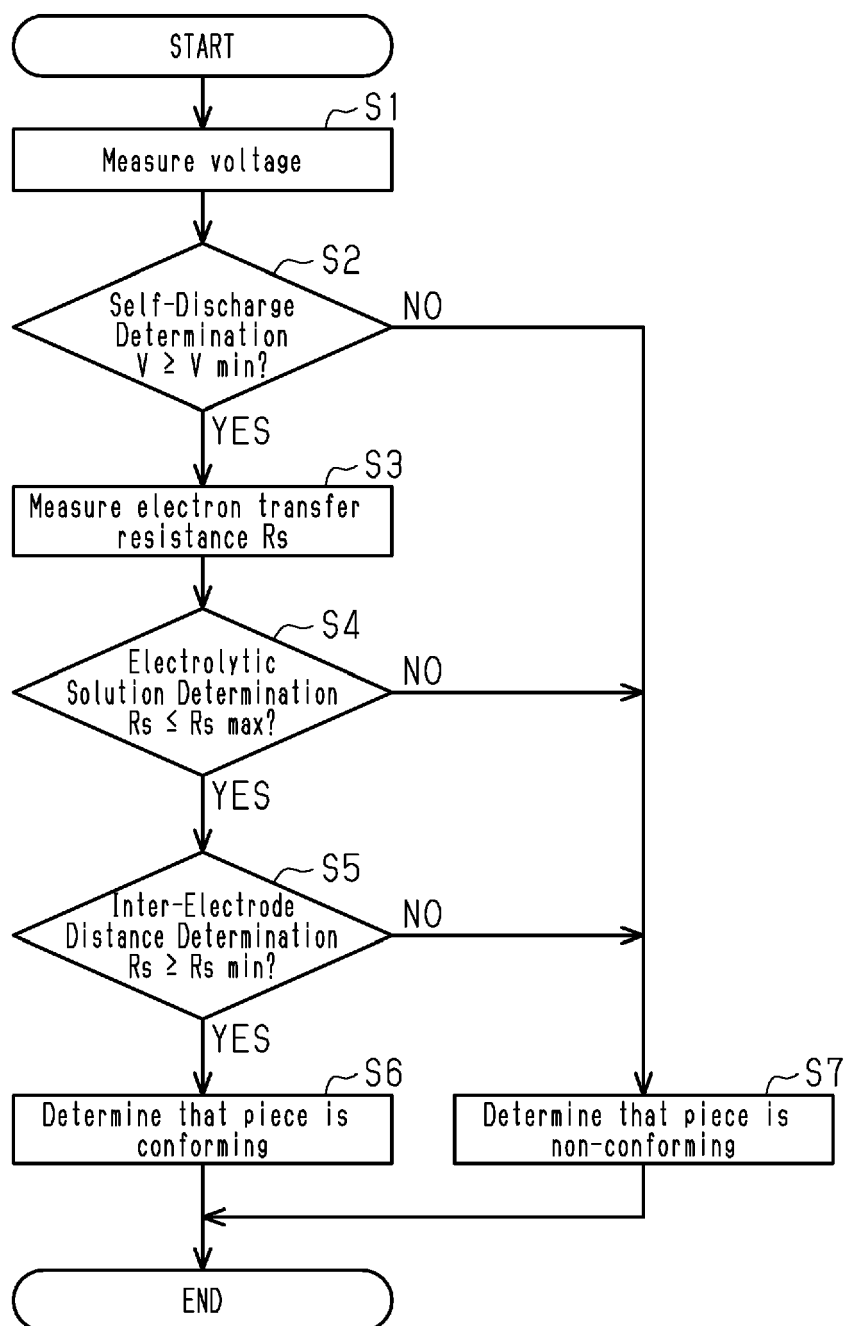 START
S1
Measure voltage
S2
Self-Discharge
Determination
V ≥ V min?
NO
YES
S3
Measure electron transfer
resistance Rs
S4
Electrolytic
Solution Determination
Rs ≤ Rs max?
NO
YES
S5
Inter-Electrode
Distance Determination
Rs ≥ Rs min?
NO
YES
S6
Determine that piece is
conforming
S7
Determine that piece is
non-conforming
END